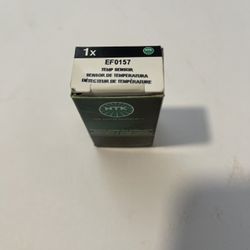 1x
EF0157
TEMP SENSOR
SENSOR DE TEMPERATURA
DÉTECTEUR DE TEMPÉRATURE
NTK